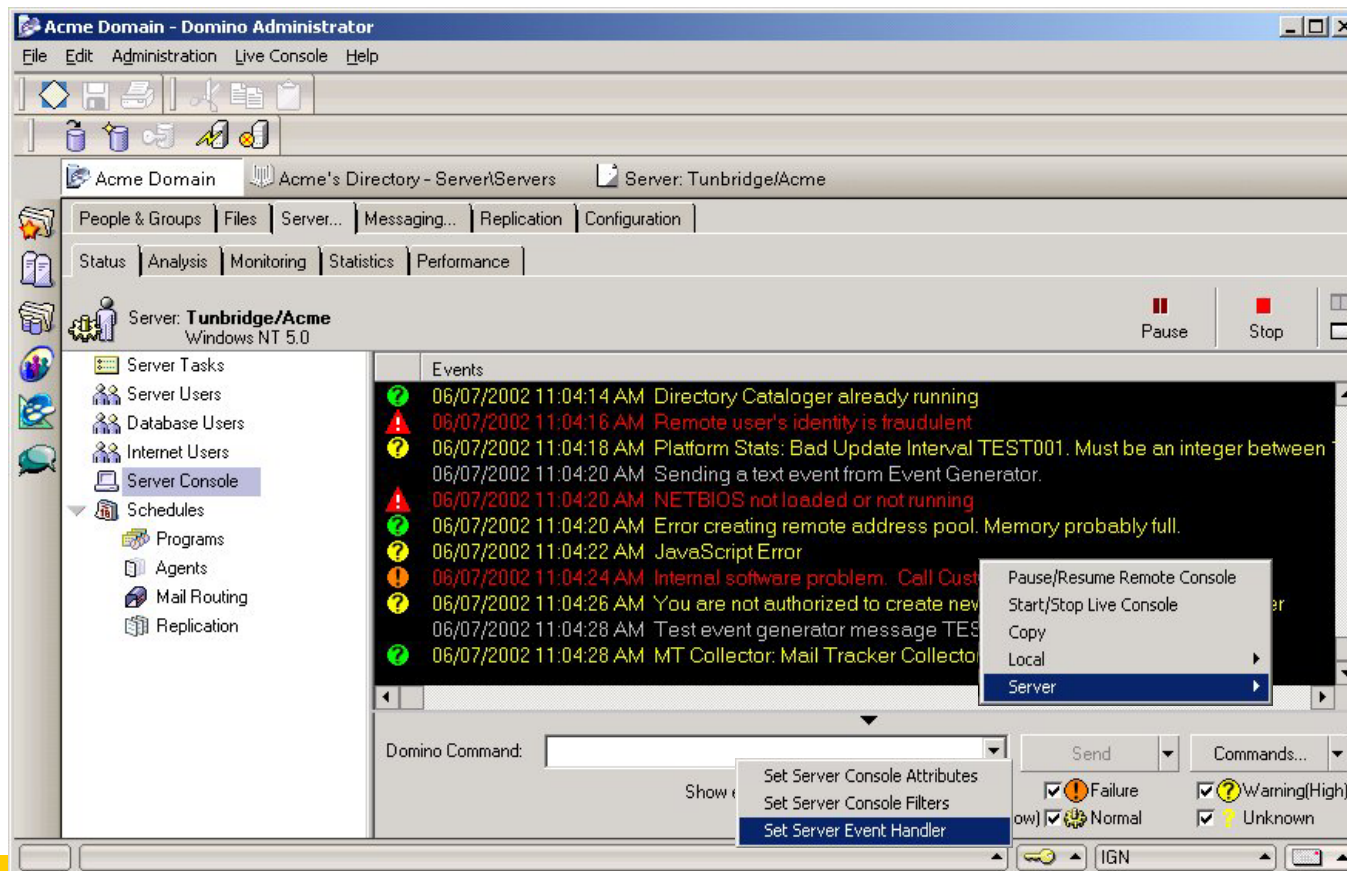 Acme Domain - Domino Administrator
File Edit Administration Live Console Help
Acme Domain Acme's Directory - Server\Servers Server: Tunbridge/Acme
People & Groups Files Server... Messaging... Replication Configuration
Status Analysis Monitoring Statistics Performance
Server: Tunbridge/Acme
Windows NT 5.0
Pause Stop
Server Tasks
Server Users
Database Users
Internet Users
Server Console
Schedules
Programs
Agents
Mail Routing
Replication
Events
06/07/2002 11:04:14 AM Directory Cataloger already running
06/07/2002 11:04:16 AM Remote user's identity is fraudulent
06/07/2002 11:04:18 AM Platform Stats: Bad Update Interval TEST001. Must be an integer between
06/07/2002 11:04:20 AM Sending a text event from Event Generator.
06/07/2002 11:04:20 AM NETBIOS not loaded or not running
06/07/2002 11:04:20 AM Error creating remote address pool. Memory probably full.
06/07/2002 11:04:22 AM JavaScript Error
06/07/2002 11:04:24 AM Internal software problem. Call Cust
06/07/2002 11:04:26 AM You are not authorized to create new er
06/07/2002 11:04:28 AM Test event generator message TES
06/07/2002 11:04:28 AM MT Collector: Mail Tracker Collecto
Pause/Resume Remote Console
Start/Stop Live Console
Copy
Local
Server
Domino Command:
Send Commands...
Show
Set Server Console Attributes
Set Server Console Filters
Set Server Event Handler
Failure Warning(High)
ow) Normal Unknown
IGN